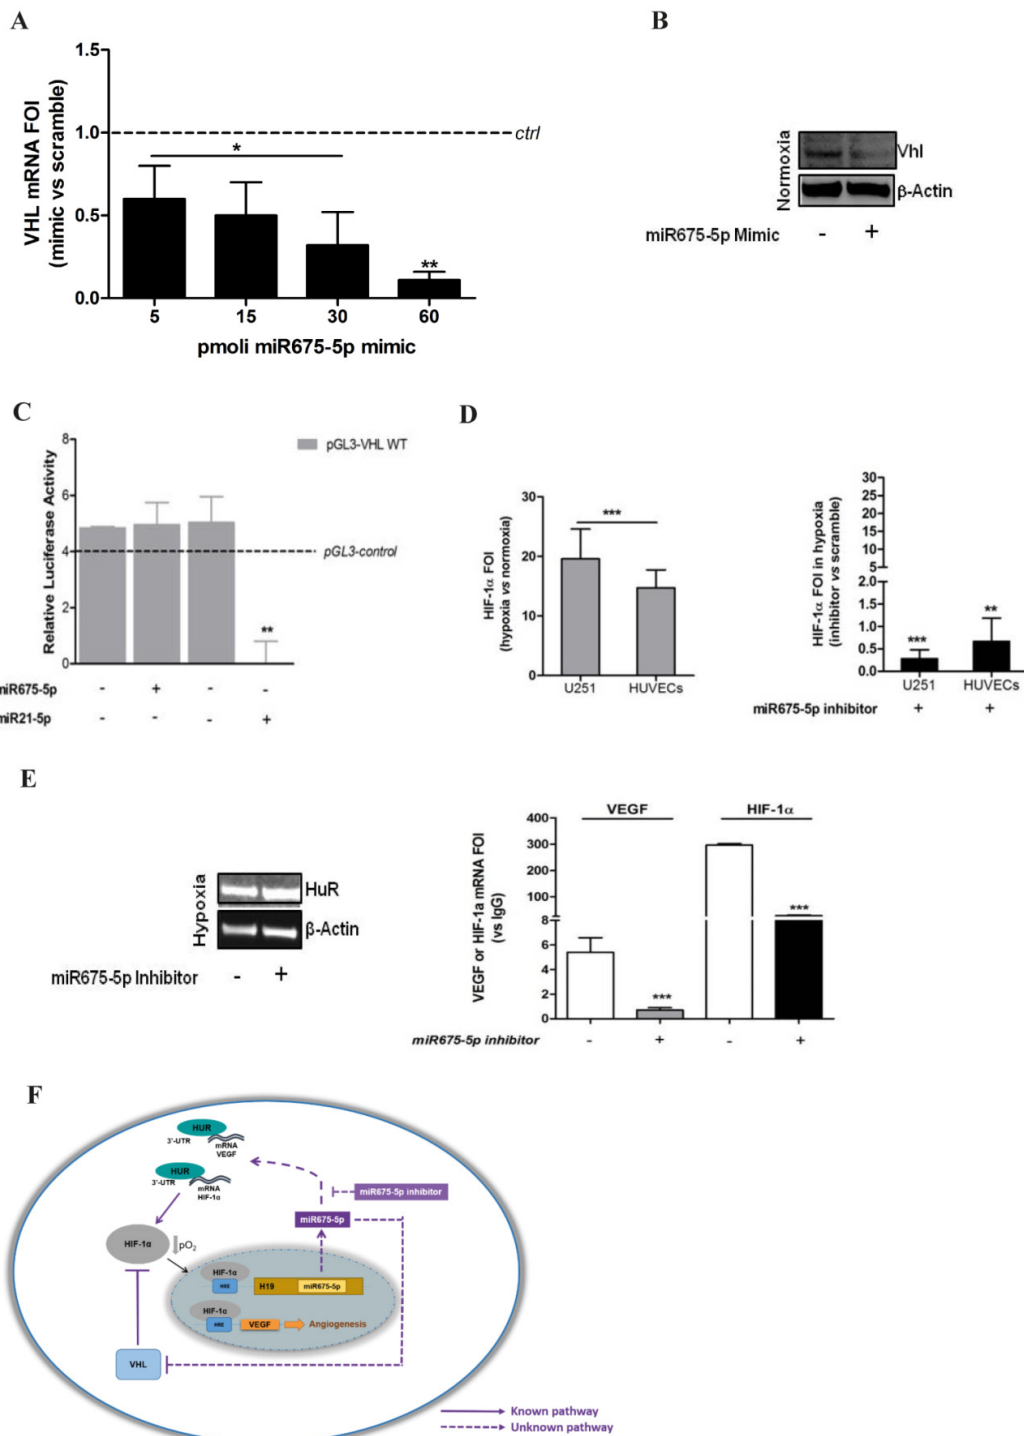 A
VHL mRNA FOI
(mimic vs scramble)
1.5
1.0
0.5
0.0
ctrl
*
**
5 15 30 60
pmoli miR675-5p mimic
B
Normoxia
Vhl
β-Actin
miR675-5p Mimic - +
C
Relative Luciferase Activity
8
6
4
2
0
pGL3-VHL WT
pGL3-control
**
miR675-5p - + - -
miR21-5p - - - +
D
HIF-1α FOI
(hypoxia vs normoxia)
30
20
10
0
***
U251 HUVECs
HIF-1α FOI in hypoxia
(inhibitor vs scramble)
30
25
20
15
10
5
2.0
1.5
1.0
0.5
0.0
***
**
U251 HUVECs
miR675-5p inhibitor + +
E
Hypoxia
HuR
β-Actin
miR675-5p Inhibitor - +
VEGF or HIF-1a mRNA FOI
(vs IgG)
400
300
200
100
8
6
4
2
0
VEGF
HIF-1α
***
***
miR675-5p inhibitor - + - +
F
HUR
3'-UTR
mRNA
VEGF
HUR
3'-UTR
mRNA
HIF-1α
miR675-5p inhibitor
miR675-5p
HIF-1α
pO2
HIF-1α
HRE
H19
miR675-5p
HIF-1α
HRE
VEGF
Angiogenesis
VHL
Known pathway
Unknown pathway